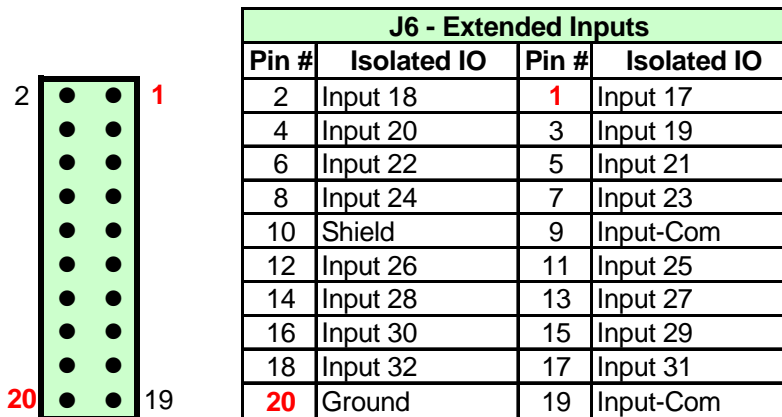 J6 - Extended Inputs
Pin # Isolated IO Pin # Isolated IO
2 1 2 Input 18 1 Input 17
4 Input 20 3 Input 19
6 Input 22 5 Input 21
8 Input 24 7 Input 23
10 Shield 9 Input-Com
12 Input 26 11 Input 25
14 Input 28 13 Input 27
16 Input 30 15 Input 29
18 Input 32 17 Input 31
20 19 20 Ground 19 Input-Com